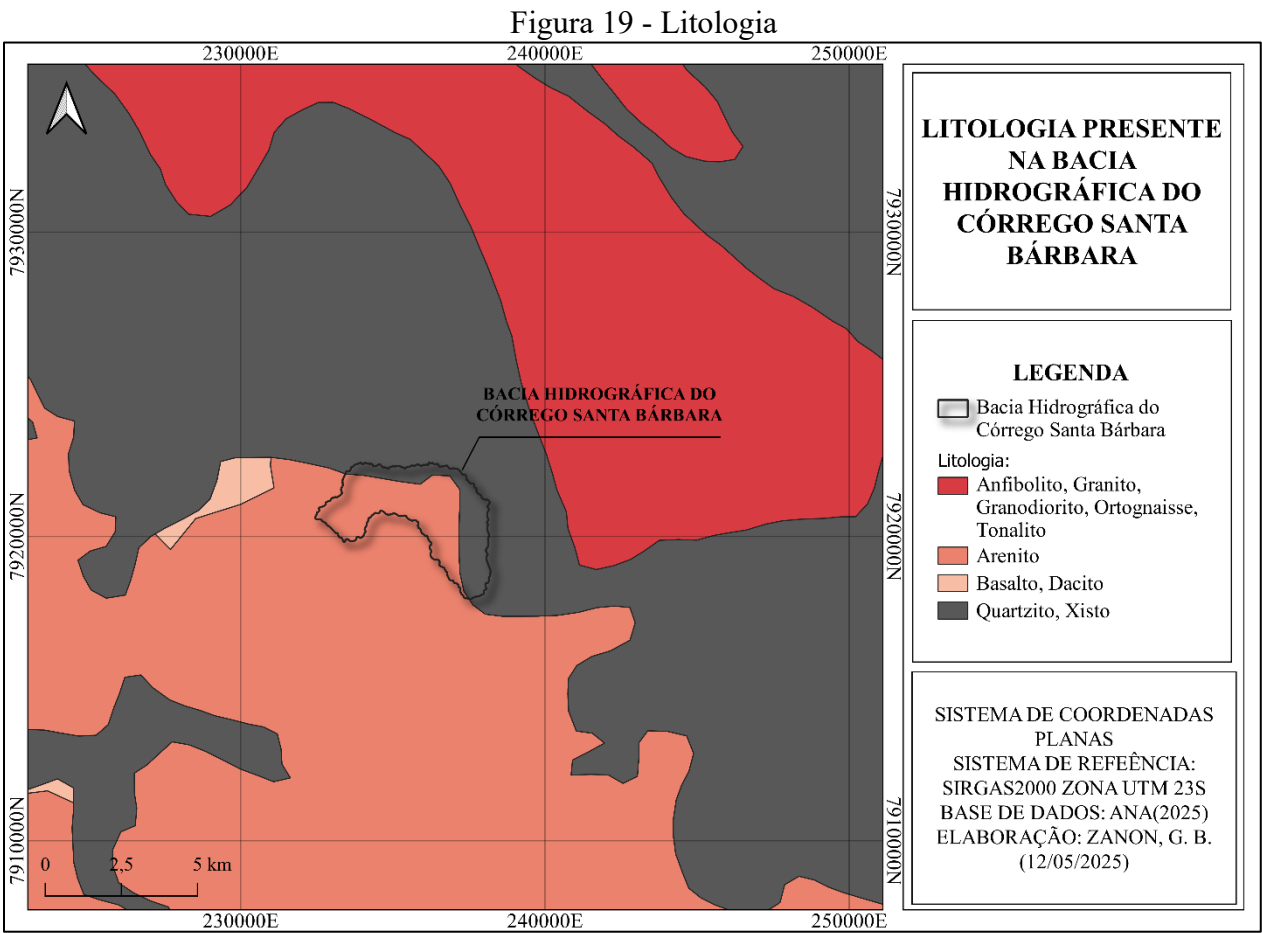 Figura 19 - Litologia
230000E
240000E
250000E
7930000N
7920000N
7910000N
7930000N
7920000N
7910000N
BACIA HIDROGRÁFICA DO
CÓRREGO SANTA BÁRBARA
0
2,5
5 km
230000E
240000E
250000E
LITOLOGIA PRESENTE
NA BACIA
HIDROGRÁFICA DO
CÓRREGO SANTA
BÁRBARA
LEGENDA
Bacia Hidrográfica do
Córrego Santa Bárbara
Litologia:
Anfibolito, Granito,
Granodiorito, Ortognaisse,
Tonalito
Arenito
Basalto, Dacito
Quartzito, Xisto
SISTEMA DE COORDENADAS
PLANAS
SISTEMA DE REFEÊNCIA:
SIRGAS2000 ZONA UTM 23S
BASE DE DADOS: ANA(2025)
ELABORAÇÃO: ZANON, G. B.
(12/05/2025)